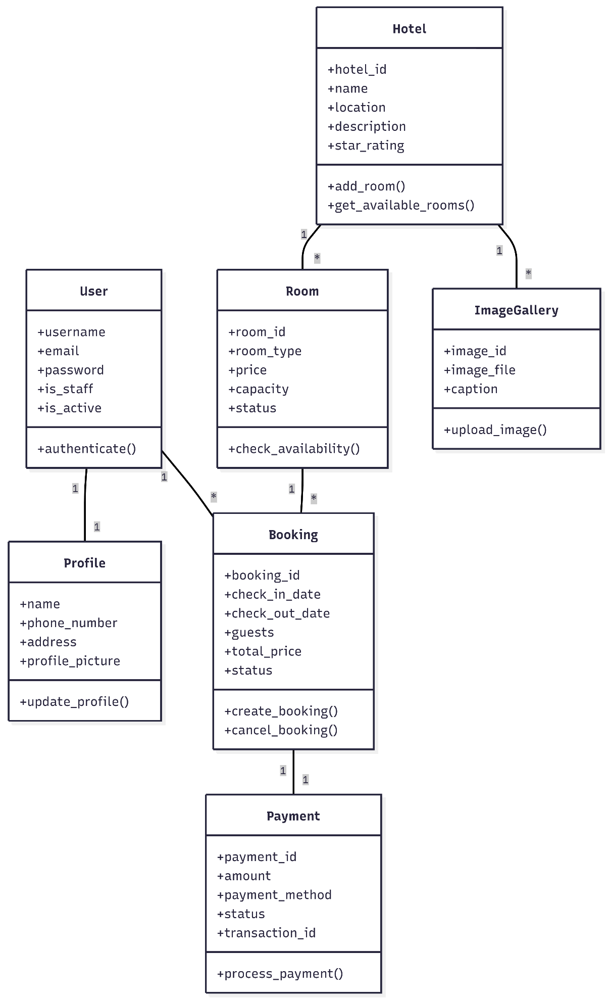 Hotel
+hotel_id
+name
+location
+description
+star_rating
+add_room()
+get_available_rooms()
1
*
1
*
User
+username
+email
+password
+is_staff
+is_active
+authenticate()
Room
+room_id
+room_type
+price
+capacity
+status
+check_availability()
ImageGallery
+image_id
+image_file
+caption
+upload_image()
1
1
1
*
1
*
Profile
+name
+phone_number
+address
+profile_picture
+update_profile()
Booking
+booking_id
+check_in_date
+check_out_date
+guests
+total_price
+status
+create_booking()
+cancel_booking()
1
1
Payment
+payment_id
+amount
+payment_method
+status
+transaction_id
+process_payment()